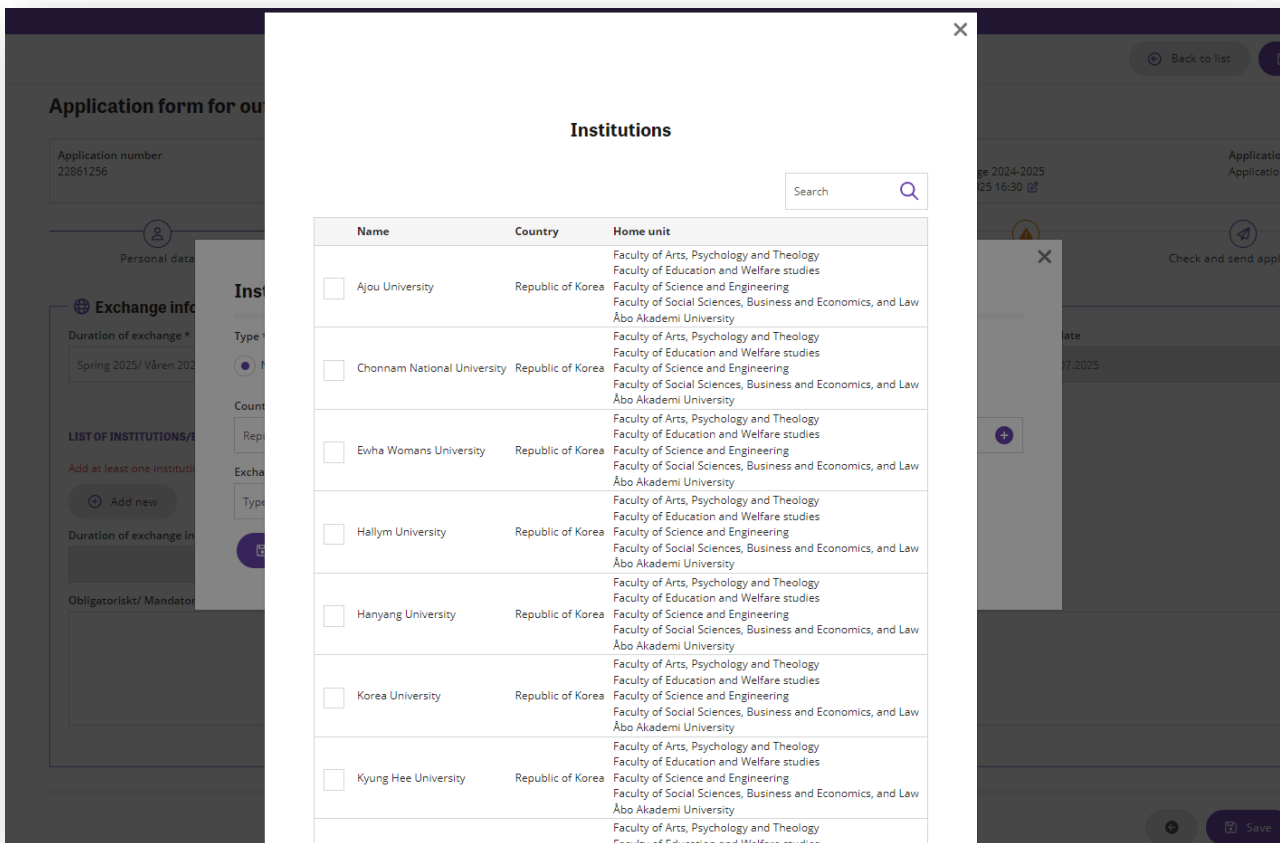 Back to list
Application form for ou
Institutions
Application number
22861256
ge 2024-2025
025 16:30
Applicatio
Applicatio
Search
Name Country Home unit
Personal data
Check and send appl
Faculty of Arts, Psychology and Theology
Faculty of Education and Welfare studies
Ajou University Republic of Korea Faculty of Science and Engineering
Faculty of Social Sciences, Business and Economics, and Law
Åbo Akademi University
Inst
Exchange info
Duration of exchange *
Type *
ate
Spring 2025/ Våren 202
N
07.2025
Faculty of Arts, Psychology and Theology
Faculty of Education and Welfare studies
Chonnam National University Republic of Korea Faculty of Science and Engineering
Faculty of Social Sciences, Business and Economics, and Law
Åbo Akademi University
Count
LIST OF INSTITUTIONS/
Repu
Add at least one institutio
Excha
Add new
Type
Faculty of Arts, Psychology and Theology
Faculty of Education and Welfare studies
Ewha Womans University Republic of Korea Faculty of Science and Engineering
Faculty of Social Sciences, Business and Economics, and Law
Åbo Akademi University
Faculty of Arts, Psychology and Theology
Faculty of Education and Welfare studies
Hallym University Republic of Korea Faculty of Science and Engineering
Faculty of Social Sciences, Business and Economics, and Law
Åbo Akademi University
Duration of exchange in
Obligatoriskt/ Mandator
Faculty of Arts, Psychology and Theology
Faculty of Education and Welfare studies
Hanyang University Republic of Korea Faculty of Science and Engineering
Faculty of Social Sciences, Business and Economics, and Law
Åbo Akademi University
Faculty of Arts, Psychology and Theology
Faculty of Education and Welfare studies
Korea University Republic of Korea Faculty of Science and Engineering
Faculty of Social Sciences, Business and Economics, and Law
Åbo Akademi University
Faculty of Arts, Psychology and Theology
Faculty of Education and Welfare studies
Kyung Hee University Republic of Korea Faculty of Science and Engineering
Faculty of Social Sciences, Business and Economics, and Law
Åbo Akademi University
Faculty of Arts, Psychology and Theology
Faculty of Education and Welfare studies
Save